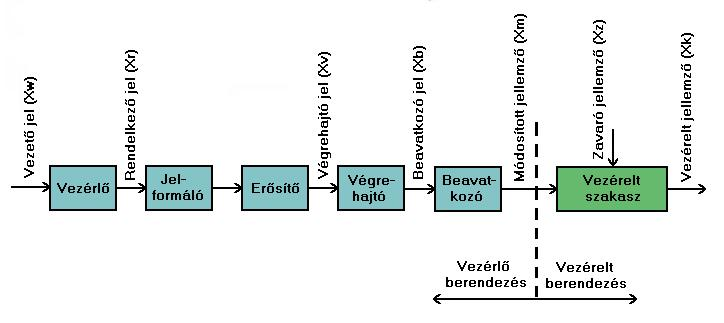 Vezető jel (Xw)
Rendelkező jel (Xr)
Végrehajtó jel (Xv)
Beavatkozó jel (Xb)
Módosított jellemző (Xm)
Zavaró jellemző (Xz)
Vezérelt jellemző (Xk)
Vezérlő
Jel-
formáló
Erősítő
Végre-
hajtó
Beavat-
kozó
Vezérelt
szakasz
Vezérlő
berendezés
Vezérelt
berendezés